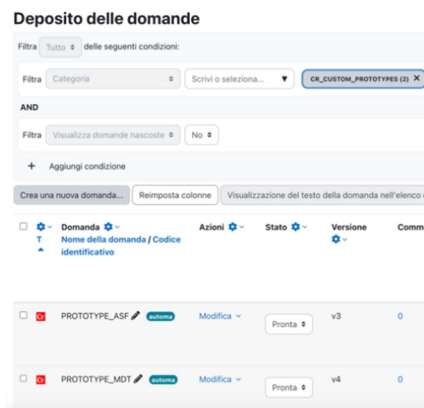 Deposito delle domande
Filtra Tutto delle seguenti condizioni:
Filtra Categoria Scrivi o seleziona... ▼ CR_CUSTOM_PROTOTYPES (2) ×
AND
Filtra Visualizza domande nascoste No
+ Aggiungi condizione
Crea una nuova domanda... Reimposta colonne Visualizzazione del testo della domanda nell'elenco
Domanda Azioni Stato Versione Comm
T Nome della domanda / Codice
identificativo
Cr PROTOTYPE_ASF automa Modifica Pronta v3 0
Cr PROTOTYPE_MDT automa Modifica Pronta v4 0